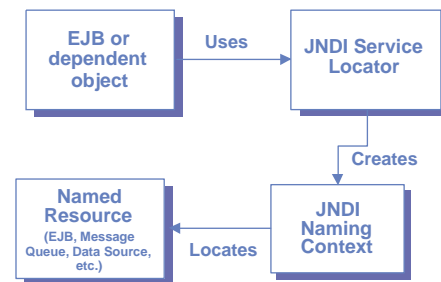 EJB or
dependent
object
Uses
JNDI Service
Locator
Creates
Named
Resource
(EJB, Message
Queue, Data Source,
etc.)
Locates
JNDI
Naming
Context